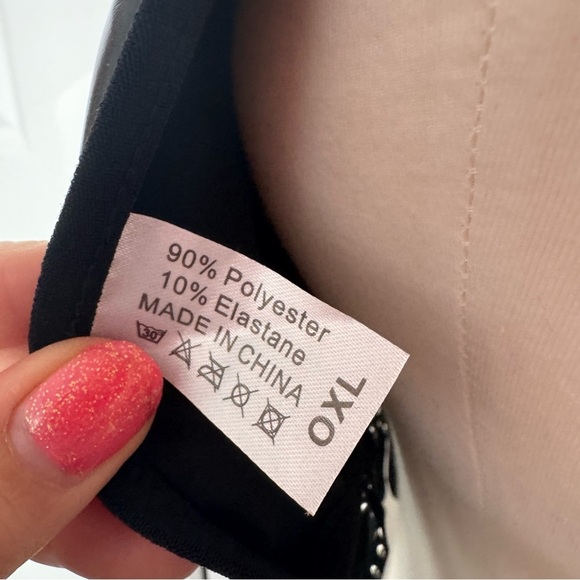 90% Polyester
10% Elastane
MADE IN CHINA
30
0XL